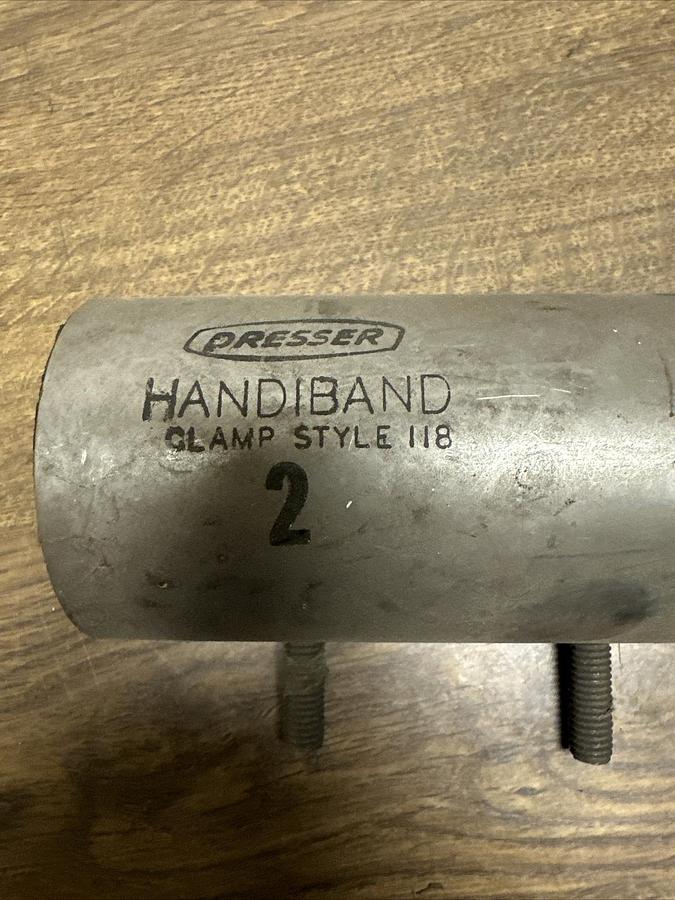 DRESSER
HANDIBAND
CLAMP STYLE 118
2